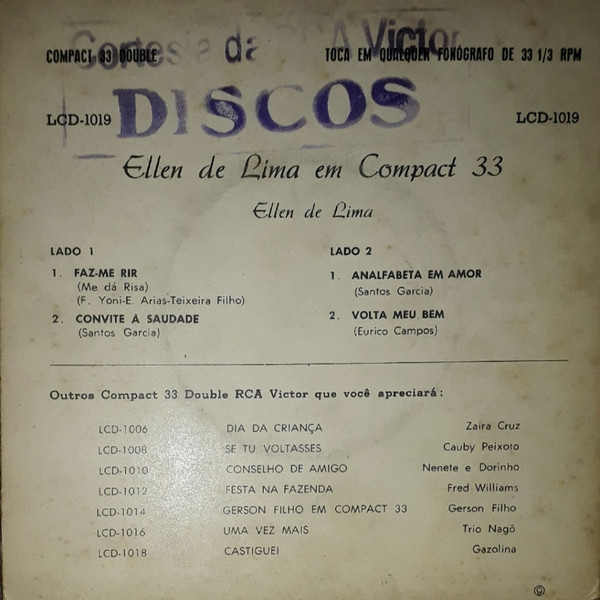 Cortesia da RCA Victor
COMPACT 33 DOUBLE
TOCA EM QUALQUER FONÓGRAFO DE 33 1/3 RPM
LCD-1019
DISCOS
LCD-1019
Ellen de Lima em Compact 33
Ellen de Lima
LADO 1
1. FAZ-ME RIR
(Me dá Risa)
(F. Yoni-E. Arias-Teixeira Filho)
2. CONVITE À SAUDADE
(Santos Garcia)
LADO 2
1. ANALFABETA EM AMOR
(Santos Garcia)
2. VOLTA MEU BEM
(Eurico Campos)
Outros Compact 33 Double RCA Victor que você apreciará:
LCD-1006 DIA DA CRIANÇA Zaira Cruz
LCD-1008 SE TU VOLTASSES Cauby Peixoto
LCD-1010 CONSELHO DE AMIGO Nenete e Dorinho
LCD-1012 FESTA NA FAZENDA Fred Williams
LCD-1014 GERSON FILHO EM COMPACT 33 Gerson Filho
LCD-1016 UMA VEZ MAIS Trio Nagô
LCD-1018 CASTIGUEI Gazolina